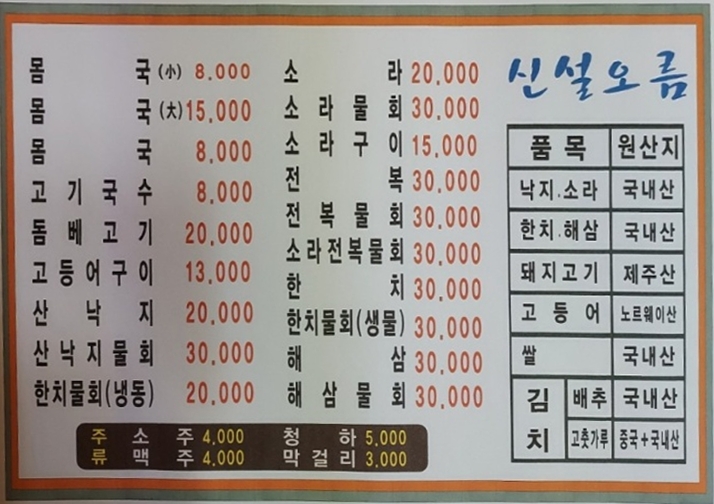 신설오름
몸국(小) 8,000
몸국(大) 15,000
몸국 8,000
고기국수 8,000
돔베고기 20,000
고등어구이 13,000
산낙지 20,000
산낙지물회 30,000
한치물회(냉동) 20,000
소라 20,000
소라물회 30,000
소라구이 15,000
전복 30,000
전복물회 30,000
소라전복물회 30,000
한치 30,000
한치물회(생물) 30,000
해삼 30,000
해삼물회 30,000
주류
소주 4,000 청하 5,000
맥주 4,000 막걸리 3,000
품목 원산지
낙지.소라 국내산
한치.해삼 국내산
돼지고기 제주산
고등어 노르웨이산
쌀 국내산
김치 배추 국내산
고춧가루 중국+국내산